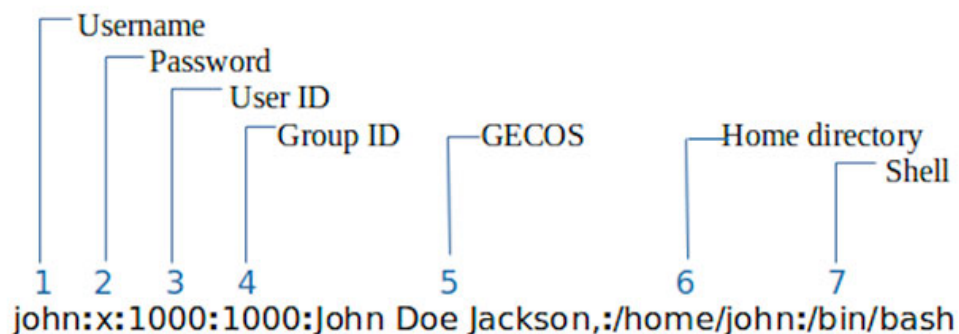 Username
Password
User ID
Group ID
GECOS
Home directory
Shell
1 2 3 4 5 6 7
john:x:1000:1000:John Doe Jackson,:/home/john:/bin/bash